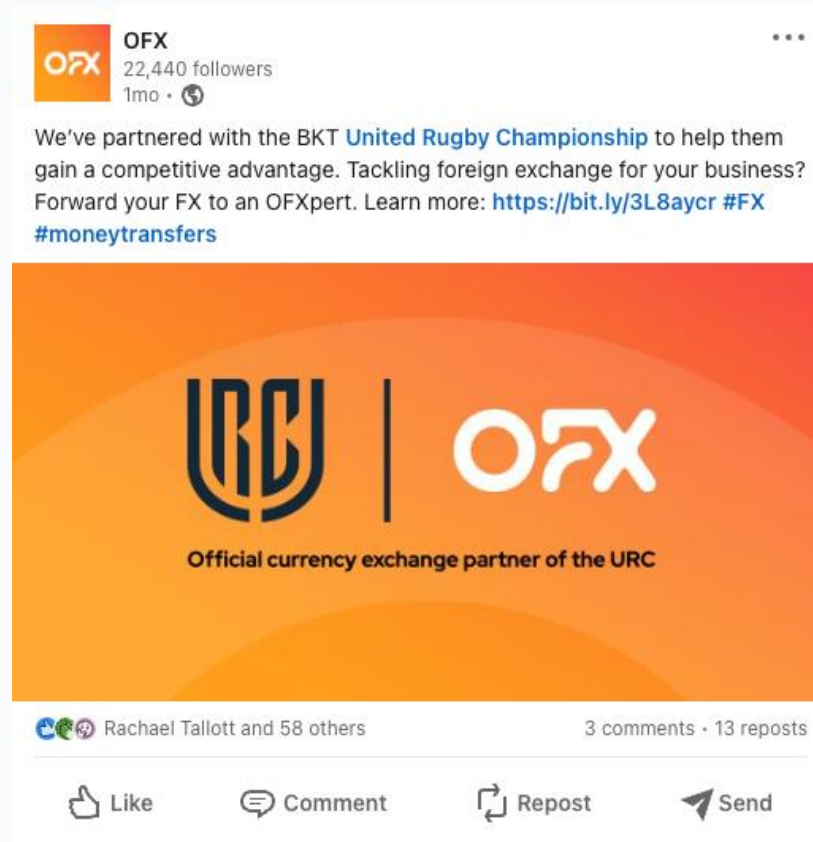 OFX
OFX
22,440 followers
1mo •
We've partnered with the BKT United Rugby Championship to help them
gain a competitive advantage. Tackling foreign exchange for your business?
Forward your FX to an OFXpert. Learn more: https://bit.ly/3L8aycr #FX
#moneytransfers
URC
OFX
Official currency exchange partner of the URC
Rachael Tallott and 58 others
3 comments · 13 reposts
Like
Comment
Repost
Send